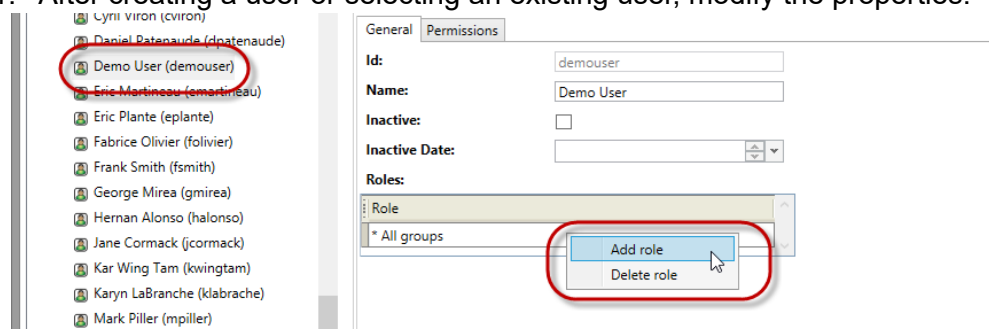 After creating a user or selecting an existing user, modify the properties.
Cyril Viron (cviron)
Daniel Patenaude (dpatenaude)
Demo User (demouser)
Eric Martineau (emartineau)
Eric Plante (eplante)
Fabrice Olivier (folivier)
Frank Smith (fsmith)
George Mirea (gmirea)
Hernan Alonso (halonso)
Jane Cormack (jcormack)
Kar Wing Tam (kwingtam)
Karyn LaBranche (klabrache)
Mark Piller (mpiller)
General Permissions
Id: demouser
Name: Demo User
Inactive:
Inactive Date:
Roles:
Role
* All groups
Add role
Delete role